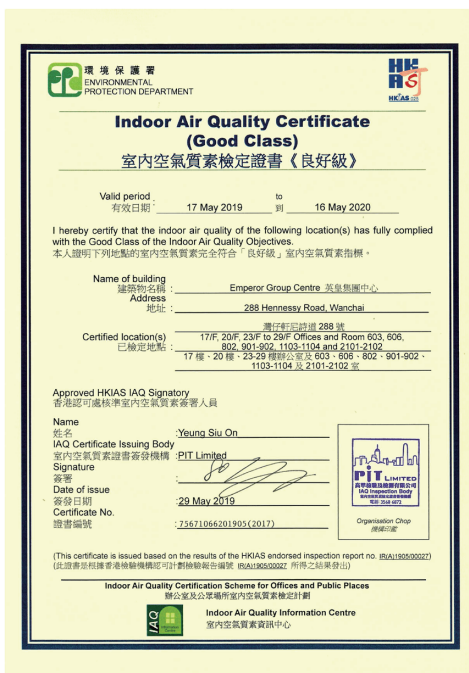 環境保護署
ENVIRONMENTAL
PROTECTION DEPARTMENT
HKIAS 025
Indoor Air Quality Certificate
(Good Class)
室內空氣質素檢定證書《良好級》
Valid period to
有效日期 : 17 May 2019 到 16 May 2020
I hereby certify that the indoor air quality of the following location(s) has fully complied
with the Good Class of the Indoor Air Quality Objectives.
本人證明下列地點的室內空氣質素完全符合「良好級」室內空氣質素指標。
Name of building
建築物名稱 : Emperor Group Centre 英皇集團中心
Address
地址 : 288 Hennessy Road, Wanchai
灣仔軒尼詩道 288 號
Certified location(s) 17/F, 20/F, 23/F to 29/F Offices and Room 603, 606,
已檢定地點 : 802, 901-902, 1103-1104 and 2101-2102
17 樓、20 樓、23-29 樓辦公室及 603、606、802、901-902、
1103-1104 及 2101-2102 室
Approved HKIAS IAQ Signatory
香港認可處核準室內空氣質素簽署人員
Name
姓名 :Yeung Siu On
IAQ Certificate Issuing Body
室內空氣質素證書簽發機構 :PIT Limited
Signature
簽署 :
Date of issue
簽發日期 :29 May 2019
Certificate No.
證書編號 :75671066201905(2017)
PIT LIMITED
IAQ Inspection Body
電話: 3568 6872
Organisation Chop
機構印鑑
(This certificate is issued based on the results of the HKIAS endorsed inspection report no. IR(A)1905/00027)
(此證書是根據香港檢驗機構認可計劃檢驗報告編號 IR(A)1905/00027 所得之結果發出)
Indoor Air Quality Certification Scheme for Offices and Public Places
辦公室及公眾場所室內空氣質素檢定計劃
IAQ
Indoor Air Quality Information Centre
室內空氣質素資訊中心